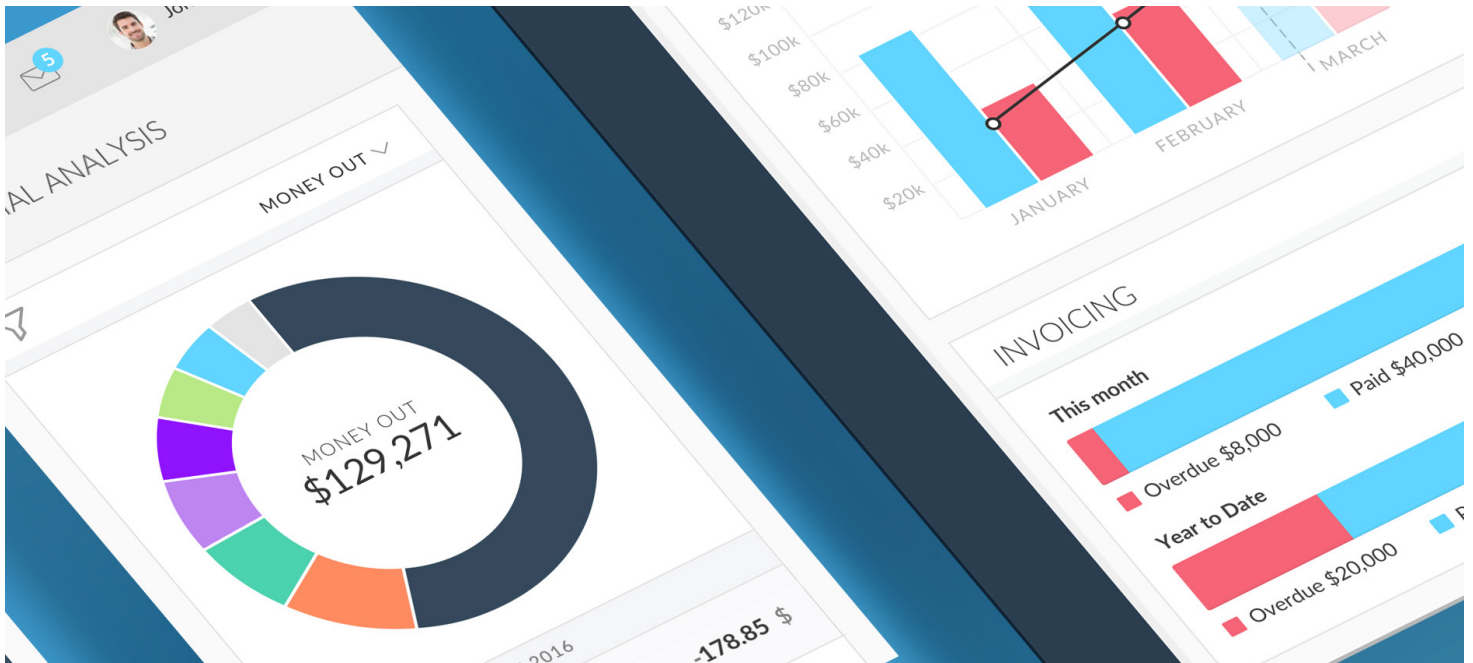 5
ANALYSIS
MONEY OUT
MONEY OUT
$129,271
2016
-178.85 $
$120k
$100k
$80k
$60k
$40k
$20k
JANUARY
FEBRUARY
MARCH
INVOICING
This month
Overdue $8,000
Paid $40,000
Year to Date
Overdue $20,000